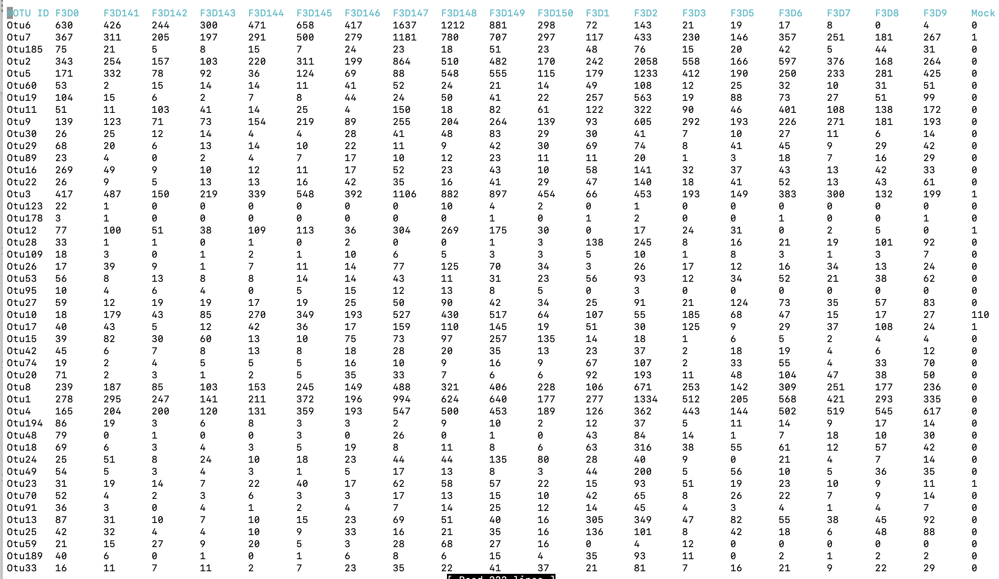 #OTU ID F3D0 F3D141 F3D142 F3D143 F3D144 F3D145 F3D146 F3D147 F3D148 F3D149 F3D150 F3D1 F3D2 F3D3 F3D5 F3D6 F3D7 F3D8 F3D9 Mock
Otu6 630 426 244 300 471 658 417 1637 1212 881 298 72 143 21 19 17 8 0 4 0
Otu7 367 311 205 197 291 500 279 1181 780 707 297 117 433 230 146 357 251 181 267 1
Otu185 75 21 5 8 15 7 24 23 18 51 23 48 76 15 20 42 5 44 31 0
Otu2 343 254 157 103 220 311 199 864 510 482 170 242 2058 558 166 597 376 168 264 0
Otu5 171 332 78 92 36 124 69 88 548 555 115 179 1233 412 190 250 233 281 425 0
Otu60 53 2 15 14 14 11 41 52 24 21 14 49 108 12 25 32 10 31 51 0
Otu19 104 15 6 2 7 8 44 24 50 41 22 257 563 19 88 73 27 51 99 0
Otu11 51 11 103 41 14 25 4 150 18 82 61 122 322 90 46 401 108 138 172 0
Otu9 139 123 71 73 154 219 89 255 204 264 139 93 605 292 193 226 271 181 193 0
Otu30 26 25 12 14 4 4 28 41 48 83 29 30 41 7 10 27 11 6 14 0
Otu29 68 20 6 13 14 10 22 11 9 42 30 69 74 8 41 45 9 29 42 0
Otu89 23 4 0 2 4 7 17 10 12 23 11 11 20 1 3 18 7 16 29 0
Otu16 269 49 9 10 12 11 17 52 23 43 10 58 141 32 37 43 13 42 33 0
Otu22 26 9 5 13 13 16 42 35 16 41 29 47 140 18 41 52 13 43 61 0
Otu3 417 487 150 219 339 548 392 1106 882 897 454 66 453 193 149 383 300 132 199 1
Otu123 22 1 0 0 0 0 0 0 10 4 2 0 1 0 0 0 0 0 0 0
Otu178 3 1 0 0 0 0 0 0 0 1 0 1 2 0 0 1 0 0 1 0
Otu12 77 100 51 38 109 113 36 304 269 175 30 0 17 24 31 0 2 5 0 1
Otu28 33 1 1 0 1 0 2 0 0 1 3 138 245 8 16 21 19 101 92 0
Otu109 18 3 0 1 2 1 10 6 5 3 3 5 10 1 8 3 1 3 7 0
Otu26 17 39 9 1 7 11 14 77 125 70 34 3 26 17 12 16 34 13 24 0
Otu53 56 8 13 8 8 14 14 43 11 31 23 56 93 12 34 52 21 38 62 0
Otu95 10 4 6 4 0 5 15 12 13 8 5 0 3 0 0 0 0 0 0 0
Otu27 59 12 19 19 17 19 25 50 90 42 34 25 91 21 124 73 35 57 83 0
Otu10 18 179 43 85 270 349 193 527 430 517 64 107 55 185 68 47 15 17 27 110
Otu17 40 43 5 12 42 36 17 159 110 145 19 51 30 125 9 29 37 108 24 1
Otu15 39 82 30 60 13 10 75 73 97 257 135 14 18 1 6 5 2 4 4 0
Otu42 45 6 7 8 13 8 18 28 20 35 13 23 37 2 18 19 4 6 12 0
Otu74 19 2 4 5 5 5 16 10 9 16 9 67 107 2 33 55 4 33 70 0
Otu20 71 2 3 1 2 5 35 33 7 6 6 92 193 11 48 104 47 38 50 0
Otu8 239 187 85 103 153 245 149 488 321 406 228 106 671 253 142 309 251 177 236 0
Otu1 278 295 247 141 211 372 196 994 624 640 177 277 1334 512 205 568 421 293 335 0
Otu4 165 204 200 120 131 359 193 547 500 453 189 126 362 443 144 502 519 545 617 0
Otu194 86 19 3 6 8 3 3 2 9 10 2 12 37 5 11 14 9 17 14 0
Otu48 79 0 1 0 0 3 0 26 0 1 0 43 84 14 1 7 18 10 30 0
Otu18 69 6 3 4 3 5 19 8 11 8 6 63 316 38 55 61 12 57 42 0
Otu24 25 51 8 24 10 18 23 44 44 135 80 28 40 9 0 21 4 7 14 0
Otu49 54 5 3 4 3 1 5 17 13 8 3 44 200 5 56 10 5 36 35 0
Otu23 31 19 14 7 22 40 17 62 58 57 22 15 93 51 19 23 10 9 11 1
Otu70 52 4 2 3 6 3 3 17 13 15 10 42 65 8 26 22 7 9 14 0
Otu91 36 3 0 4 1 2 4 7 14 25 12 14 45 4 3 4 1 4 7 0
Otu13 87 31 10 7 10 15 23 69 51 40 16 305 349 47 82 55 38 45 92 0
Otu25 42 32 4 4 10 9 33 16 21 35 16 136 101 8 42 18 6 48 88 0
Otu59 21 15 27 9 20 5 3 28 68 27 16 0 4 12 0 0 0 0 0 0
Otu189 40 6 0 1 0 1 6 8 6 15 4 35 93 11 0 2 1 2 2 0
Otu33 16 11 7 11 2 7 23 35 22 41 37 21 81 7 16 21 9 22 29 0